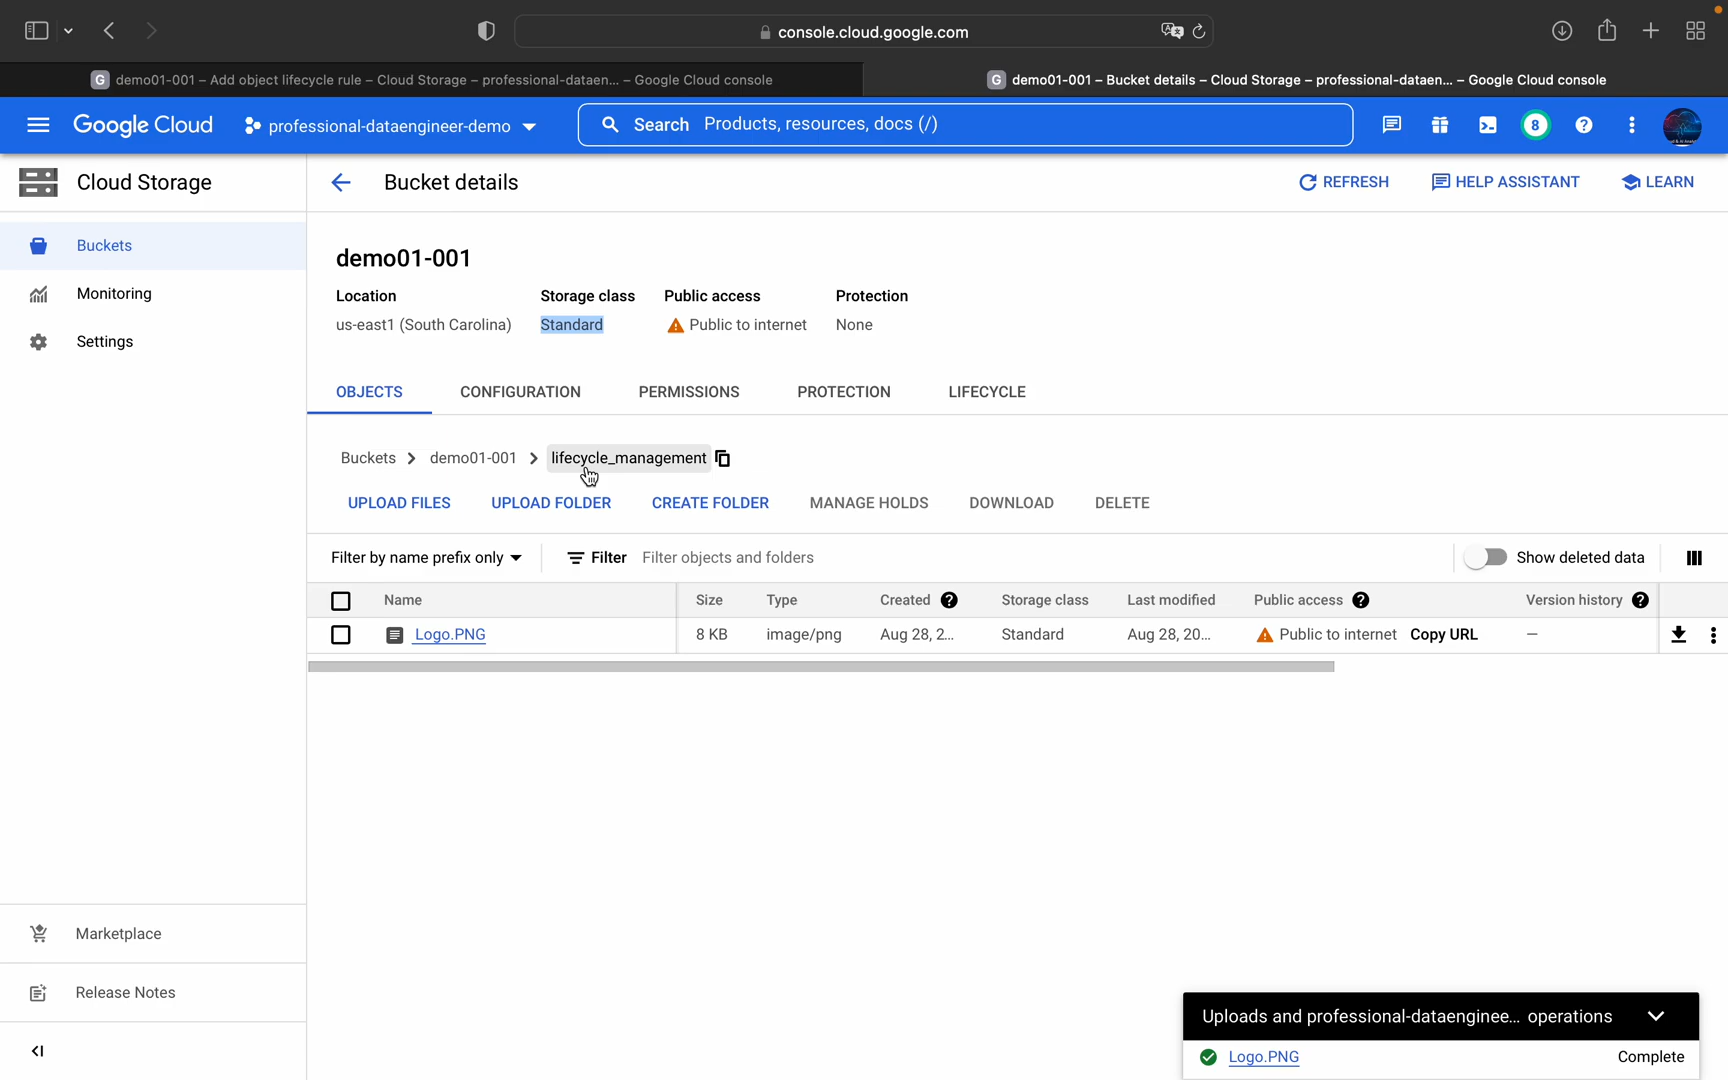 console.cloud.google.com
demo01-001 – Add object lifecycle rule – Cloud Storage – professional-dataen... – Google Cloud console
demo01-001 – Bucket details – Cloud Storage – professional-dataen... – Google Cloud console
Google Cloud
professional-dataengineer-demo
Search Products, resources, docs (/)
8
Cloud Storage
Bucket details
REFRESH
HELP ASSISTANT
LEARN
Buckets
Monitoring
Settings
demo01-001
Location Storage class Public access Protection
us-east1 (South Carolina) Standard Public to internet None
OBJECTS CONFIGURATION PERMISSIONS PROTECTION LIFECYCLE
Buckets > demo01-001 > lifecycle_management
UPLOAD FILES UPLOAD FOLDER CREATE FOLDER MANAGE HOLDS DOWNLOAD DELETE
Filter by name prefix only Filter Filter objects and folders Show deleted data
Name Size Type Created Storage class Last modified Public access Version history
Logo.PNG 8 KB image/png Aug 28, 2... Standard Aug 28, 20... Public to internet Copy URL —
Marketplace
Release Notes
Uploads and professional-dataenginee... operations
Logo.PNG Complete